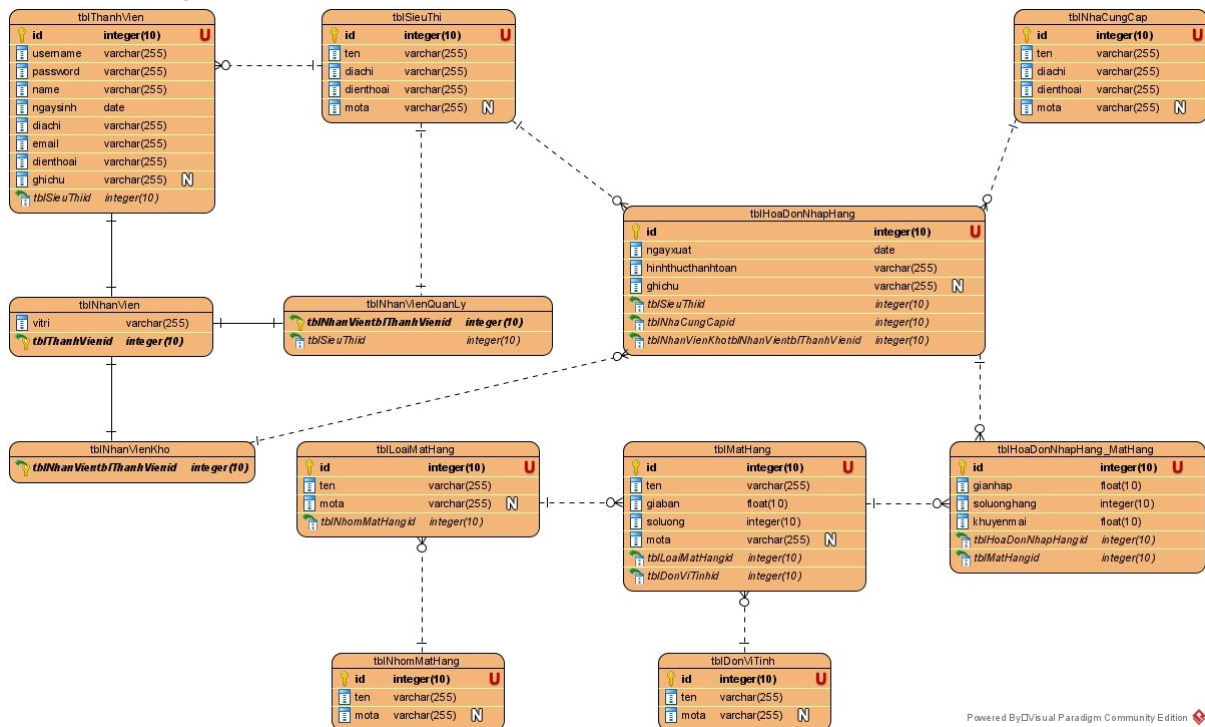 tblThanhVien
id integer(10) U
username varchar(255)
password varchar(255)
name varchar(255)
ngaysinh date
diachi varchar(255)
email varchar(255)
dienthoai varchar(255)
ghichu varchar(255) N
tblSieuThiid integer(10)
tblSieuThi
id integer(10) U
ten varchar(255)
diachi varchar(255)
dienthoai varchar(255)
mota varchar(255) N
tblNhaCungCap
id integer(10) U
ten varchar(255)
diachi varchar(255)
dienthoai varchar(255)
mota varchar(255) N
tblHoaDonNhapHang
id integer(10) U
ngayxuat date
hinhthucthanhtoan varchar(255)
ghichu varchar(255) N
tblSieuThiid integer(10)
tblNhaCungCapid integer(10)
tblNhanVienKhotblNhanVientblThanhVienid integer(10)
tblNhanVien
vitri varchar(255)
tblThanhVienid integer(10)
tblNhanVienQuanLy
tblNhanVientblThanhVienid integer(10)
tblSieuThiid integer(10)
tblNhanVienKho
tblNhanVientblThanhVienid integer(10)
tblLoaiMatHang
id integer(10) U
ten varchar(255)
mota varchar(255) N
tblNhomMatHangid integer(10)
tblMatHang
id integer(10) U
ten varchar(255)
giaban float(10)
soluong integer(10)
mota varchar(255) N
tblLoaiMatHangid integer(10)
tblDonViTinhid integer(10)
tblHoaDonNhapHang_MatHang
id integer(10) U
gianhap float(10)
soluonghang integer(10)
khuyenmai float(10)
tblHoaDonNhapHangid integer(10)
tblMatHangid integer(10)
tblNhomMatHang
id integer(10) U
ten varchar(255)
mota varchar(255) N
tblDonViTinh
id integer(10) U
ten varchar(255)
mota varchar(255) N
Powered By Visual Paradigm Community Edition